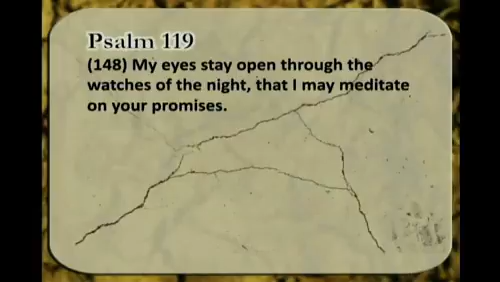 Psalm 119
(148) My eyes stay open through the
watches of the night, that I may meditate
on your promises.